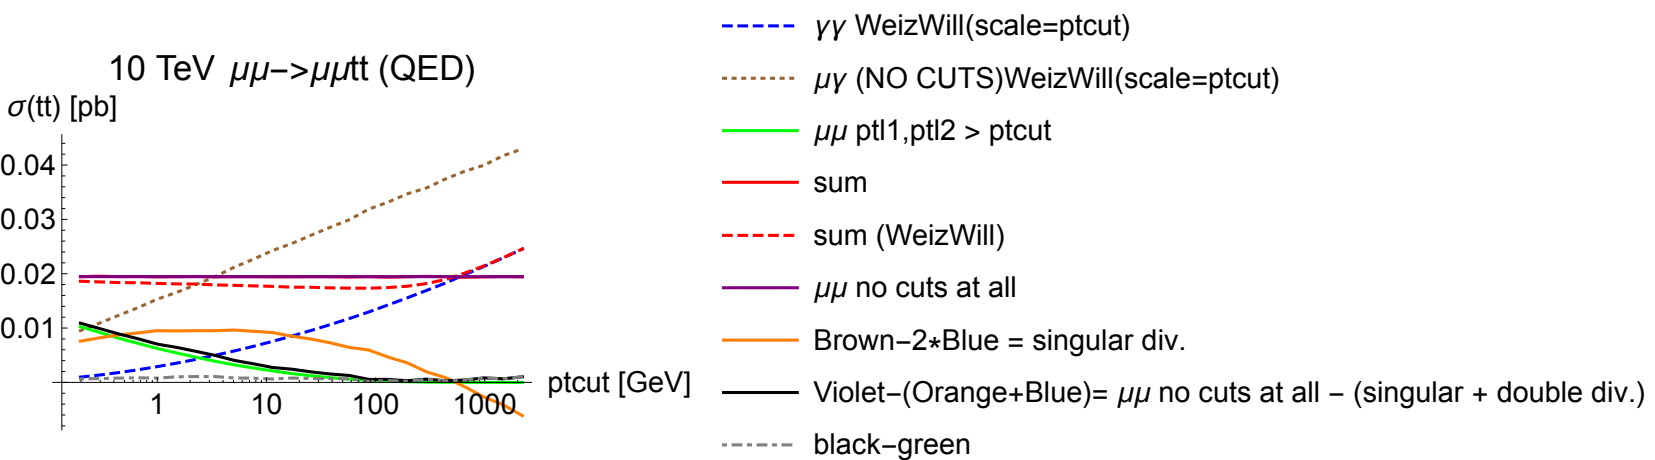 10 TeV μμ−>μμtt (QED)
σ(tt) [pb]
0.04
0.03
0.02
0.01
1
10
100
1000
ptcut [GeV]
γγ WeizWill(scale=ptcut)
μγ (NO CUTS)WeizWill(scale=ptcut)
μμ ptl1,ptl2 > ptcut
sum
sum (WeizWill)
μμ no cuts at all
Brown−2*Blue = singular div.
Violet−(Orange+Blue)= μμ no cuts at all − (singular + double div.)
black−green